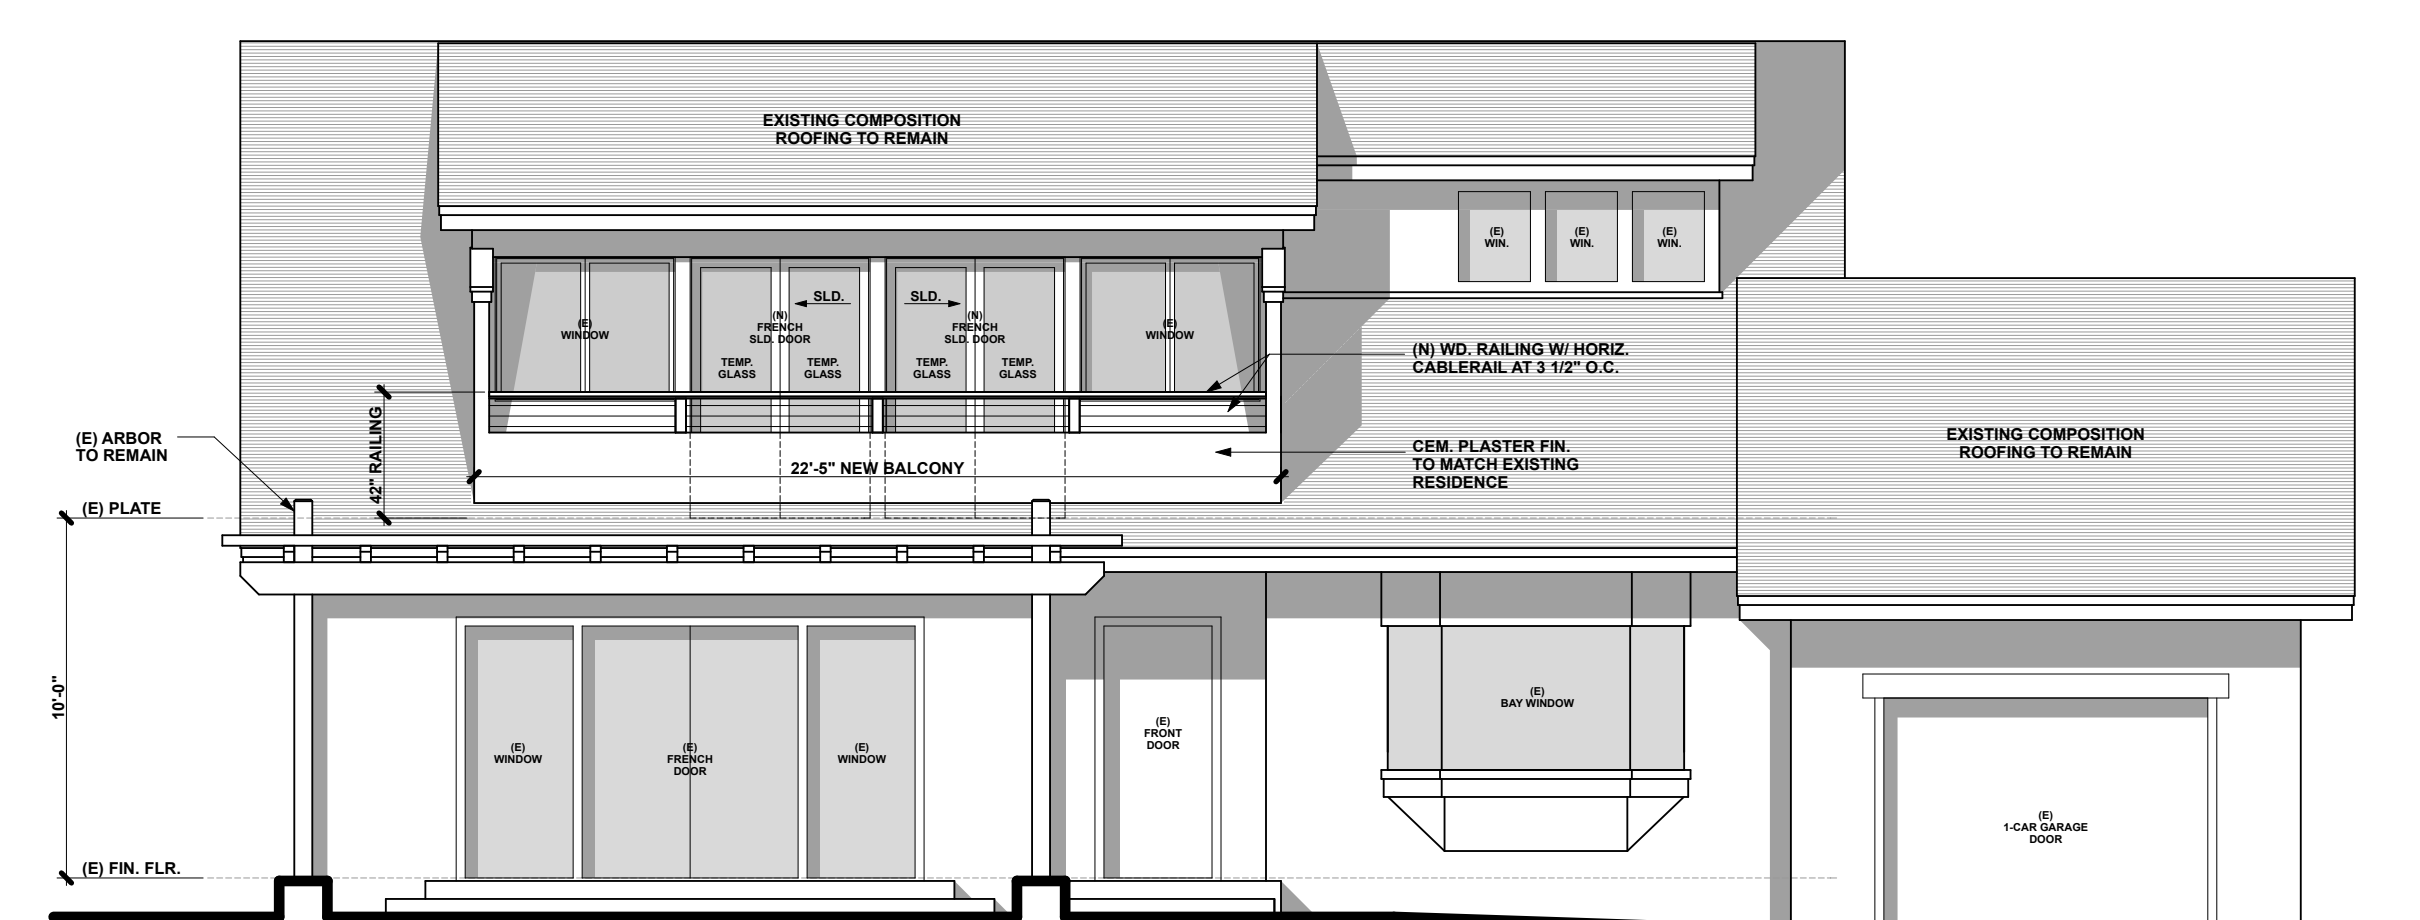 EXISTING COMPOSITION
ROOFING TO REMAIN
(E)
WIN.
(E)
WIN.
(E)
WIN.
SLD.
SLD.
(E)
WINDOW
(N)
FRENCH
SLD. DOOR
(N)
FRENCH
SLD. DOOR
(E)
WINDOW
TEMP.
GLASS
TEMP.
GLASS
TEMP.
GLASS
TEMP.
GLASS
(N) WD. RAILING W/ HORIZ.
CABLERAIL AT 3 1/2" O.C.
(E) ARBOR
TO REMAIN
42" RAILING
22'-5" NEW BALCONY
CEM. PLASTER FIN.
TO MATCH EXISTING
RESIDENCE
EXISTING COMPOSITION
ROOFING TO REMAIN
(E) PLATE
10'-0"
(E) FIN. FLR.
(E)
WINDOW
(E)
FRENCH
DOOR
(E)
WINDOW
(E)
FRONT
DOOR
(E)
BAY WINDOW
(E)
1-CAR GARAGE
DOOR